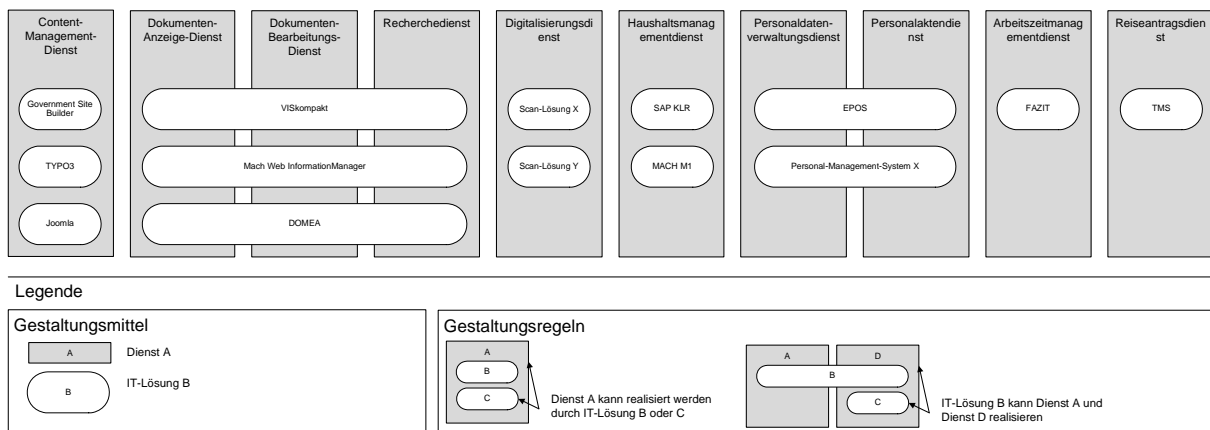 Content-
Management-
Dienst
Dokumenten-
Anzeige-Dienst
Dokumenten-
Bearbeitungs-
Dienst
Recherchedienst
Digitalisierungsdi
enst
Haushaltsmanag
ementdienst
Personaldaten-
verwaltungsdienst
Personalaktendie
nst
Arbeitszeitmanag
ementdienst
Reiseantragsdien
st
Government Site
Builder
VISkompakt
Scan-Lösung X
SAP KLR
EPOS
FAZIT
TMS
TYPO3
Mach Web InformationManager
Scan-Lösung Y
MACH M1
Personal-Management-System X
Joomla
DOMEA
Legende
Gestaltungsmittel
A
Dienst A
B
IT-Lösung B
Gestaltungsregeln
A
B
C
Dienst A kann realisiert werden
durch IT-Lösung B oder C
A
D
B
C
IT-Lösung B kann Dienst A und
Dienst D realisieren